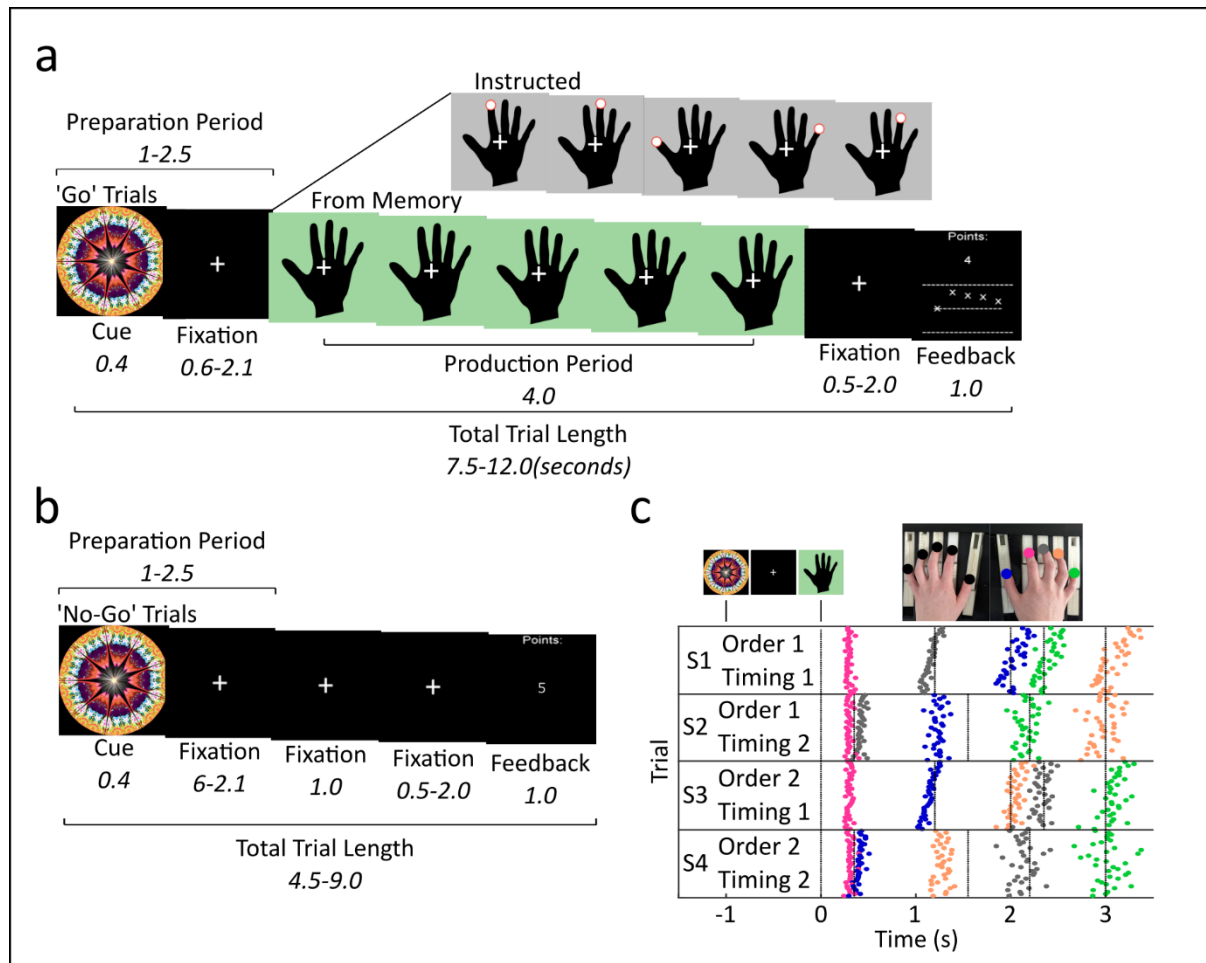 a
Instructed
Preparation Period
1-2.5
'Go' Trials
From Memory
Points:
4
Cue
0.4
Fixation
0.6-2.1
Production Period
4.0
Fixation
0.5-2.0
Feedback
1.0
Total Trial Length
7.5-12.0(seconds)
b
Preparation Period
1-2.5
'No-Go' Trials
Points:
5
Cue
0.4
Fixation
6-2.1
Fixation
1.0
Fixation
0.5-2.0
Feedback
1.0
Total Trial Length
4.5-9.0
c
Trial
S1 Order 1
Timing 1
S2 Order 1
Timing 2
S3 Order 2
Timing 1
S4 Order 2
Timing 2
-1 0 1 2 3
Time (s)